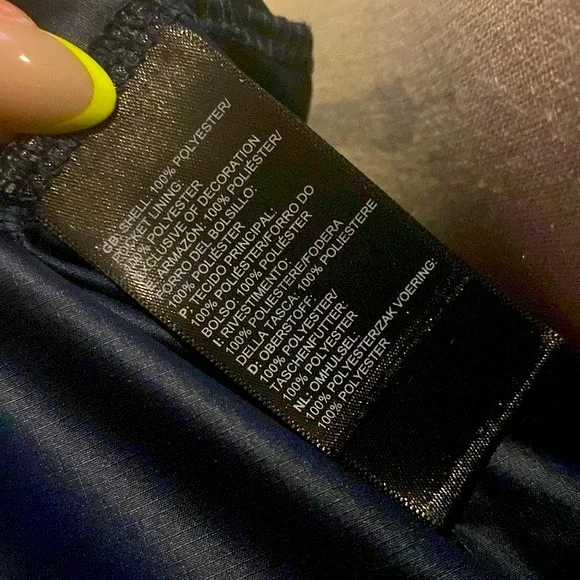 GB: SHELL: 100% POLYESTER/
POCKET LINING:
100% POLYESTER
EXCLUSIVE OF DECORATION
ARMAZÓN: 100% POLIÉSTER/
FORRO DEL BOLSILLO:
100% POLIÉSTER
P: TECIDO PRINCIPAL:
100% POLIÉSTER/FORRO DO
BOLSO: 100% POLIÉSTER
I: RIVESTIMENTO:
100% POLIESTERE/FODERA
DELLA TASCA: 100% POLIESTERE
D: OBERSTOFF:
100% POLYESTER/
TASCHENFUTTER:
100% POLYESTER
NL: OMHULSEL:
100% POLYESTER/ZAK VOERING:
100% POLYESTER